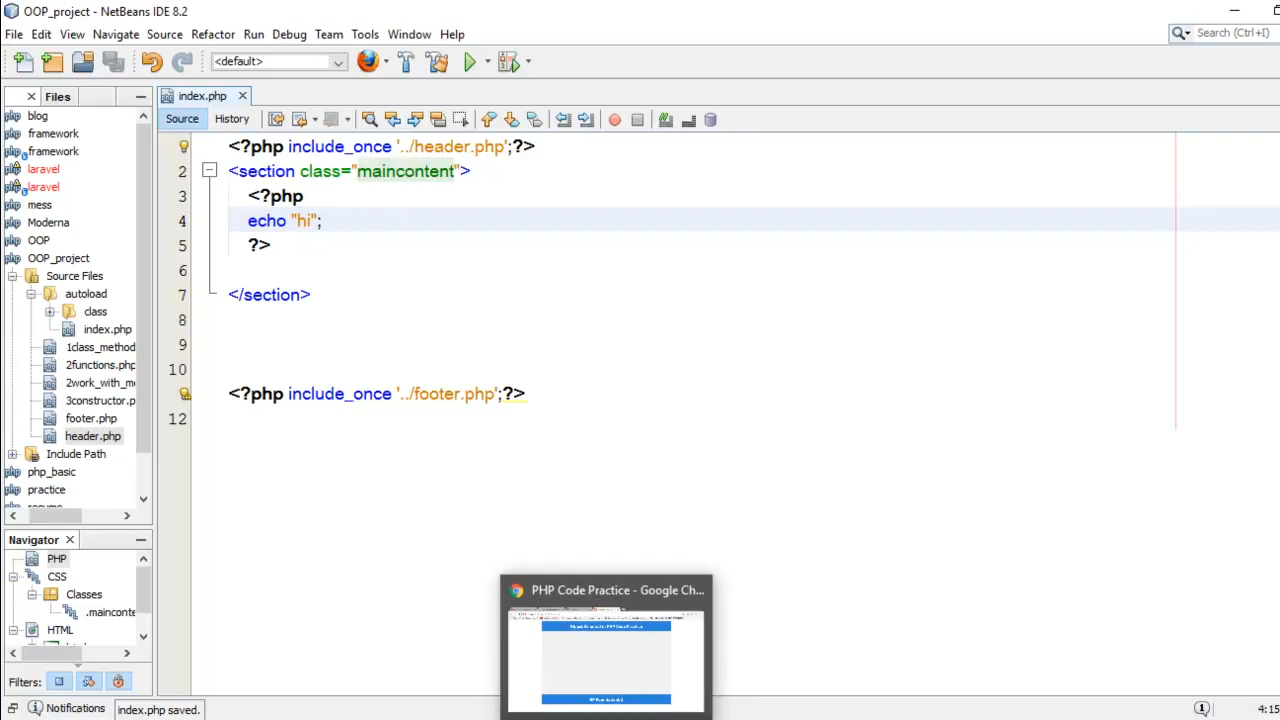 OOP_project - NetBeans IDE 8.2
File Edit View Navigate Source Refactor Run Debug Team Tools Window Help
Search (Ctrl+I)
<default>
Files
index.php
Source History
blog
framework
framework
laravel
laravel
mess
Moderna
OOP
OOP_project
Source Files
autoload
class
index.php
1class_method
2functions.php
2work_with_m
3constructor.p
footer.php
header.php
Include Path
php_basic
practice
1 <?php include_once '../header.php';?>
2 <section class="maincontent">
3 <?php
4 echo "hi";
5 ?>
6
7 </section>
8
9
10
<?php include_once '../footer.php';?>
12
Navigator
PHP
CSS
Classes
.mainconte
HTML
Filters:
PHP Code Practice - Google Ch...
Notifications
index.php saved.
4:15